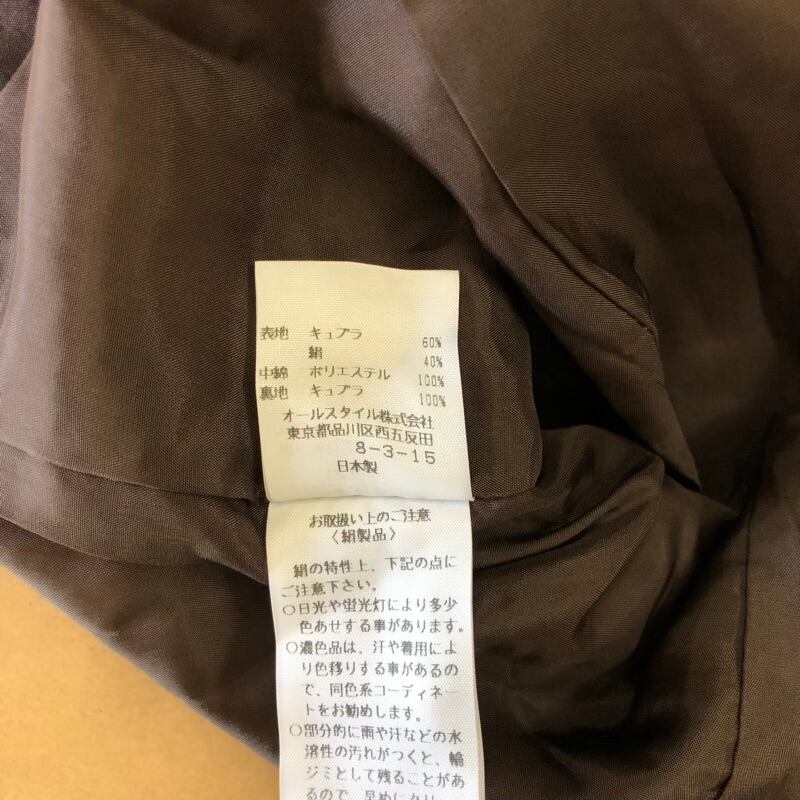 表地 キュプラ 60%
絹 40%
中綿 ポリエステル 100%
裏地 キュプラ 100%
オールスタイル株式会社
東京都品川区西五反田
8-3-15
日本製
お取扱い上のご注意
〈絹製品〉
絹の特性上、下記の点に
ご注意下さい。
○日光や蛍光灯により多少
色あせする事があります。
○濃色品は、汗や着用によ
り色移りする事があるの
で、同色系コーディネー
トをお勧めします。
○部分的に雨や汗などの水
溶性の汚れがつくと、輪
ジミとして残ることがあ
るので、早めにクリー